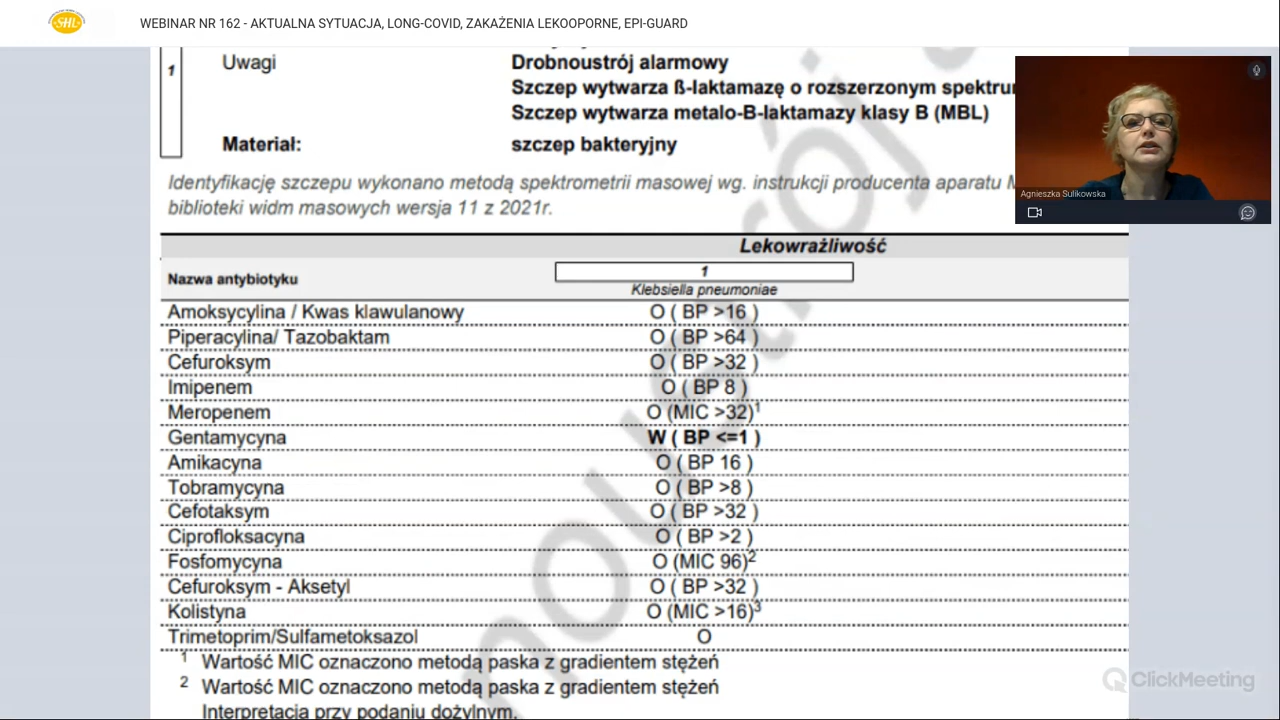 SHL
WEBINAR NR 162 - AKTUALNA SYTUACJA, LONG-COVID, ZAKAŻENIA LEKOOPORNE, EPI-GUARD
1
Uwagi Drobnoustrój alarmowy
Szczep wytwarza ß-laktamazę o rozszerzonym
Szczep wytwarza metalo-B-laktamazy klasy B (MBL)
Materiał: szczep bakteryjny
Agnieszka Sulikowska
Identyfikację szczepu wykonano metodą spektrometrii masowej wg. instrukcji producenta aparatu
biblioteki widm masowych wersja 11 z 2021r.
Lekowrażliwość
Nazwa antybiotyku 1
Klebsiella pneumoniae
Amoksycylina / Kwas klawulanowy O ( BP >16 )
Piperacylina/ Tazobaktam O ( BP >64 )
Cefuroksym O ( BP >32 )
Imipenem O ( BP 8 )
Meropenem O (MIC >32)¹
Gentamycyna W ( BP <=1 )
Amikacyna O ( BP 16 )
Tobramycyna O ( BP >8 )
Cefotaksym O ( BP >32 )
Ciprofloksacyna O ( BP >2 )
Fosfomycyna O (MIC 96)²
Cefuroksym - Aksetyl O ( BP >32 )
Kolistyna O (MIC >16)³
Trimetoprim/Sulfametoksazol O
1 Wartość MIC oznaczono metodą paska z gradientem stężeń
2 Wartość MIC oznaczono metodą paska z gradientem stężeń
Interpretacja przy podaniu dożylnym.
ClickMeeting